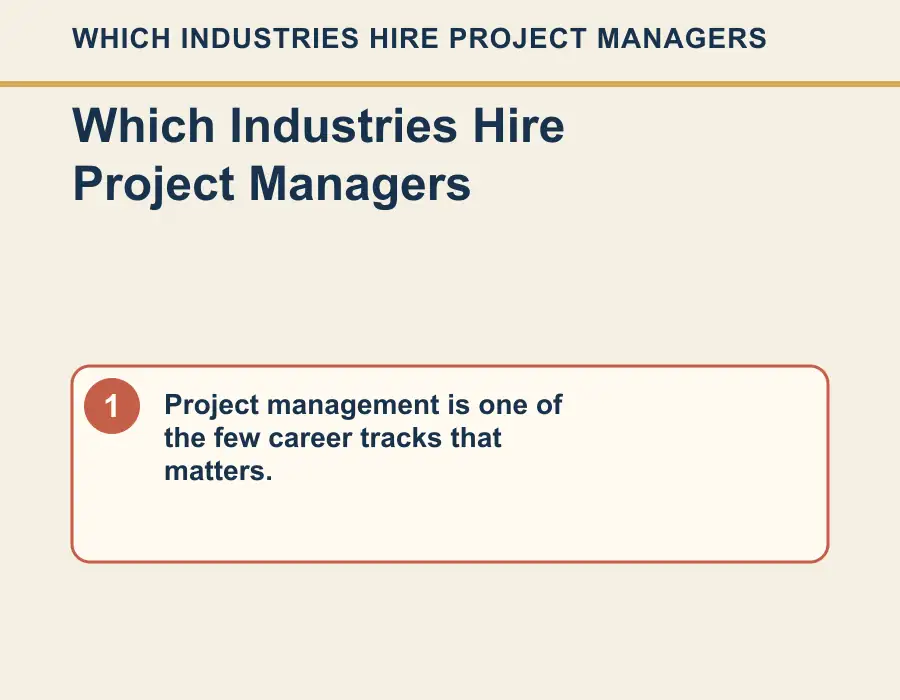 WHICH INDUSTRIES HIRE PROJECT MANAGERS
Which Industries Hire
Project Managers
1
Project management is one of
the few career tracks that
matters.